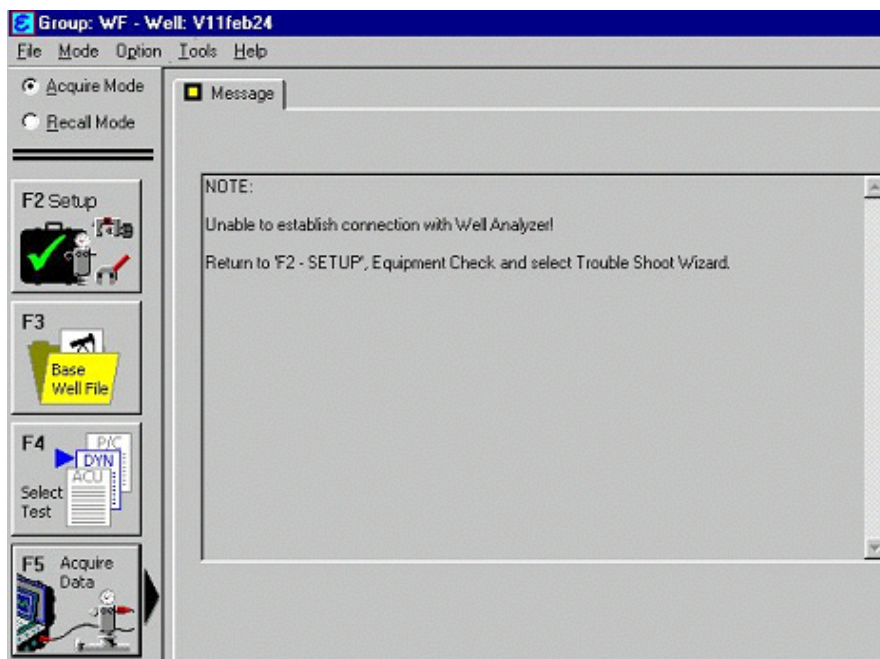 Group: WF - Well: V11feb24
File Mode Option Tools Help
Acquire Mode
Recall Mode
Message
NOTE:
Unable to establish connection with Well Analyzer!
Return to 'F2 - SETUP', Equipment Check and select Trouble Shoot Wizard.
F2 Setup
F3
Base
Well File
F4
P/C
DYN
ACU
Select
Test
F5 Acquire
Data